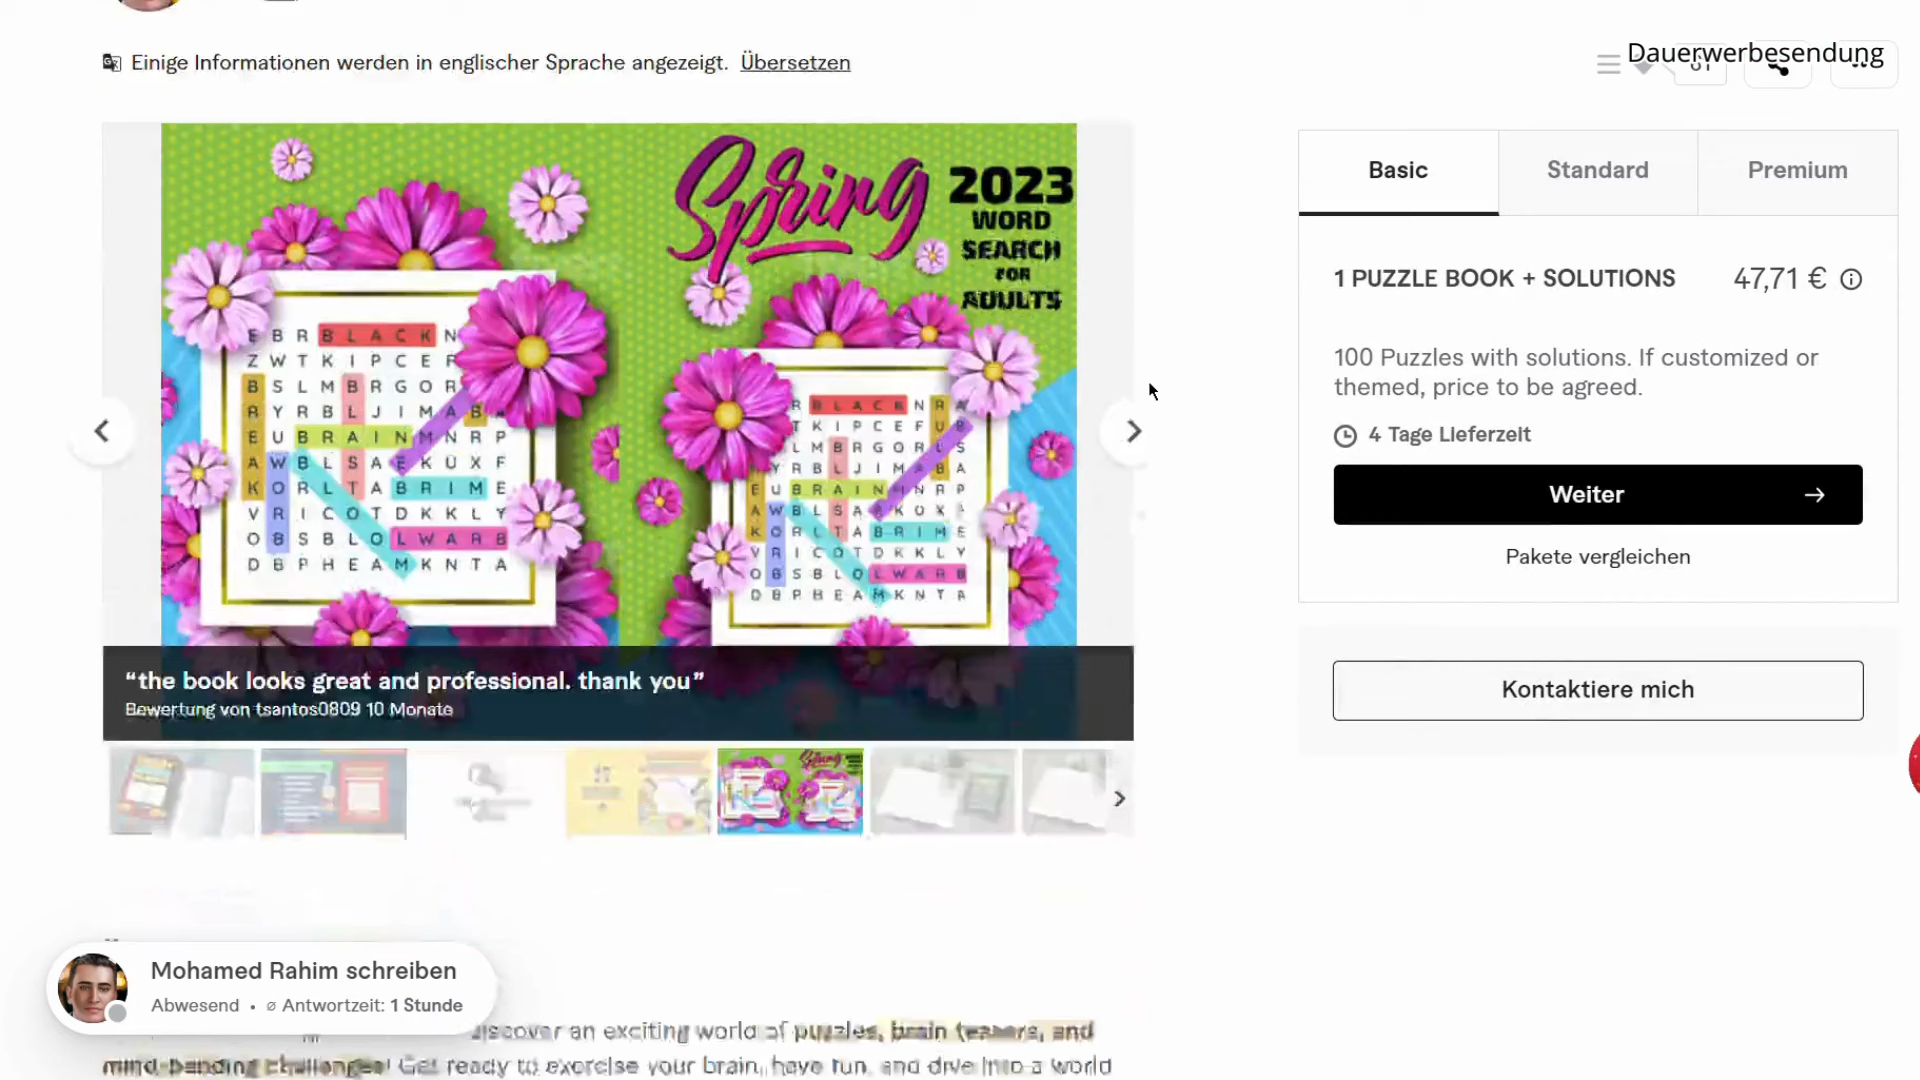 Einige Informationen werden in englischer Sprache angezeigt. Übersetzen
Dauerwerbesendung
Spring
2023
WORD
SEARCH
FOR
ADULTS
E B R B L A C K N
Z W T K I P C E F
B S L M B R G O R
R Y R B L J I M A B
E U B R A I N M N R P
A W B L S A E K U X F
K O R L T A B R I M E
V R I C O T D K K L Y
O B S B L O L W A R B
D B P H E A M K N T A
R B L A C K N R A
T K I P C E F U B
L M B R G O R L S
Y R B L J I M A B A
E U B R A I N M N R P
A W B L S A K O X
K O R L T A B R I M E
V R I C O T D K K L Y
O B S B L O L W A R B
D B P H E A M K N T A
“the book looks great and professional. thank you”
Bewertung von tsantos0809 10 Monate
Basic Standard Premium
1 PUZZLE BOOK + SOLUTIONS 47,71 €
100 Puzzles with solutions. If customized or
themed, price to be agreed.
4 Tage Lieferzeit
Weiter
Pakete vergleichen
Kontaktiere mich
Spring
Mohamed Rahim schreiben
Abwesend • ⌀ Antwortzeit: 1 Stunde
discover an exciting world of puzzles, brain teasers, and
mind-bending challenges! Get ready to exercise your brain, have fun, and dive into a world